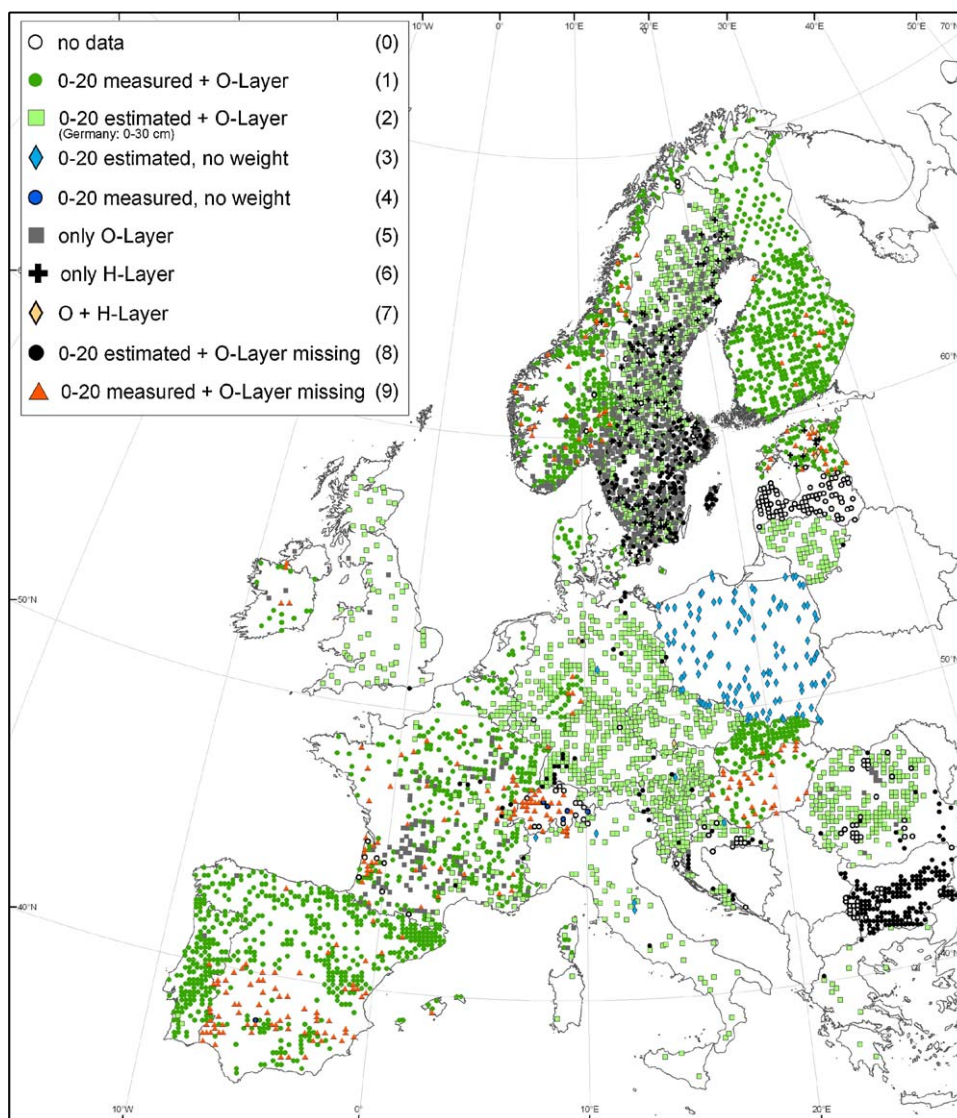 20°W 10°W 0° 10°E 20°E 30°E 40°E 50°E 70°N
no data (0)
0-20 measured + O-Layer (1)
0-20 estimated + O-Layer (2)
(Germany: 0-30 cm)
0-20 estimated, no weight (3)
0-20 measured, no weight (4)
only O-Layer (5)
only H-Layer (6)
O + H-Layer (7)
0-20 estimated + O-Layer missing (8)
0-20 measured + O-Layer missing (9)
60°N
50°N
50°N
40°N
40°N
10°W 0° 10°E 20°E